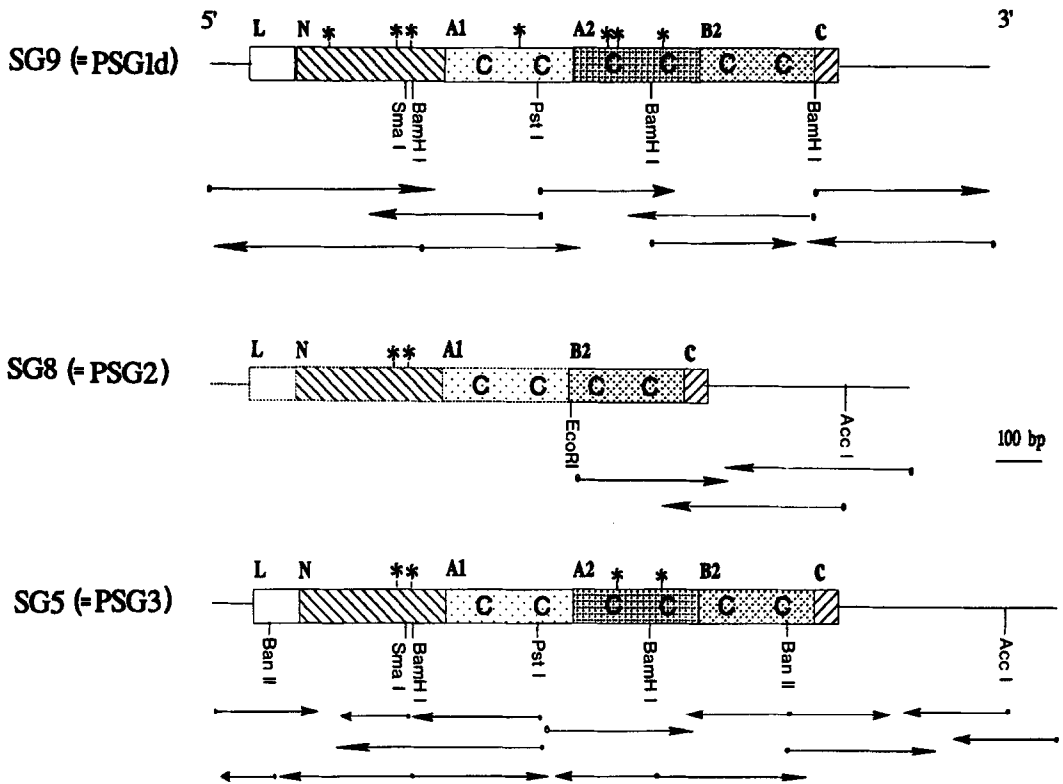 5' 3'
L N * * * A1 * A2 * * * B2 C
SG9 (=PSG1d)
C C C C C C
Sma I BamH I Pst I BamH I BamH I
L N * * A1 B2 C
SG8 (=PSG2)
C C C C
EcoRI Acc I
100 bp
L N * * A1 A2 * * B2 C
SG5 (=PSG3)
C C C C C C
Ban II Sma I BamH I Pst I BamH I Ban II Acc I